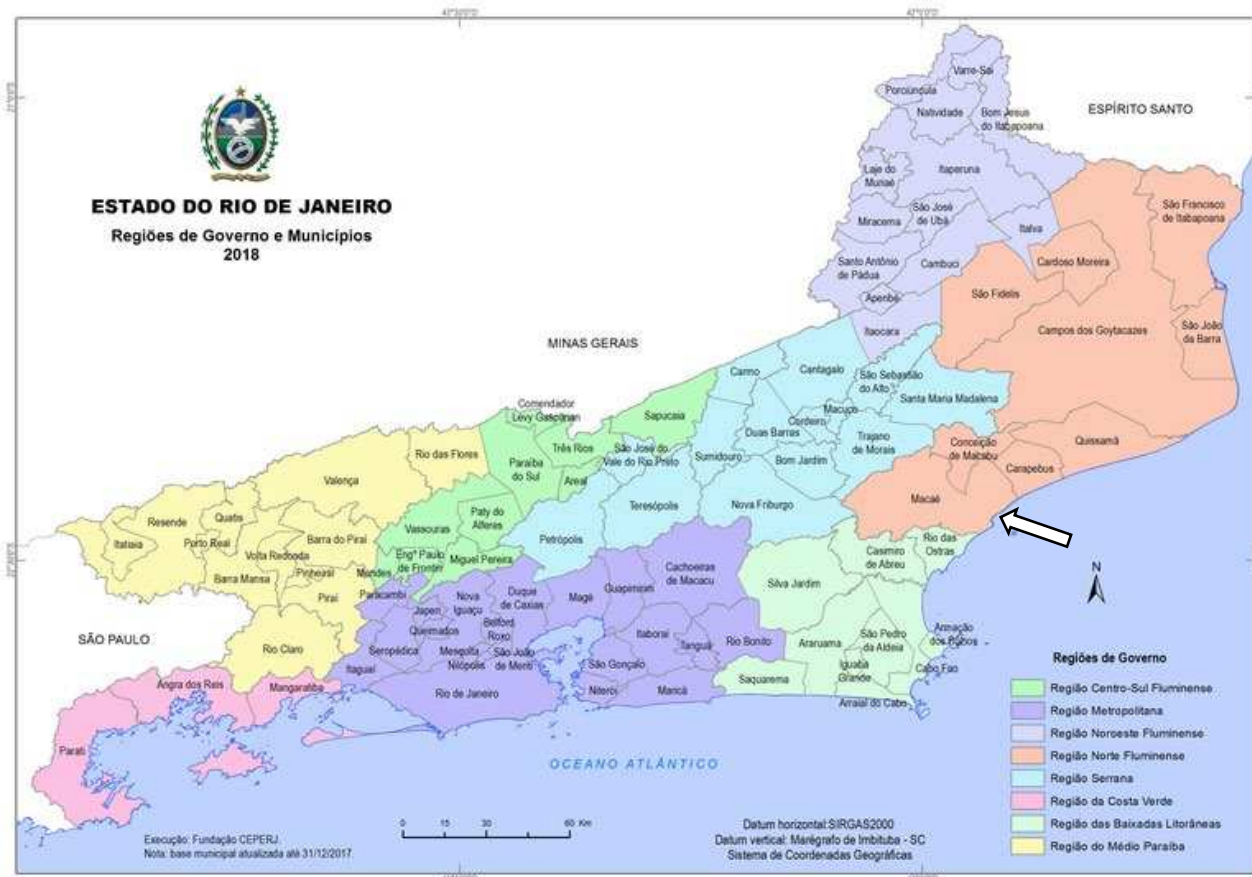 43°30'0"O
42°0'0"O
ESTADO DO RIO DE JANEIRO
Regiões de Governo e Municípios
2018
ESPÍRITO SANTO
MINAS GERAIS
SÃO PAULO
Varre-Sai
Porciúncula
Natividade
Bom Jesus
do Itabapoana
Laje do
Muriaé
Itaperuna
São Francisco
de Itabapoana
Miracema
São José
de Ubá
Italva
Santo Antônio
de Pádua
Cambuci
Cardoso Moreira
Aperibé
São Fidelis
Itaocara
Campos dos Goytacazes
São João
da Barra
Carmo
Cantagalo
São Sebastião
do Alto
Santa Maria Madalena
Comendador
Levy Gasparian
Sapucaia
Macuco
Cordeiro
Duas Barras
Trajano
de Morais
Conceição
de Macabu
Quissamã
Três Rios
São José do
Vale do Rio Preto
Sumidouro
Bom Jardim
Carapebus
Rio das Flores
Paraíba
do Sul
Areal
Valença
Teresópolis
Nova Friburgo
Macaé
Vassouras
Paty do
Alferes
Petrópolis
Rio das
Ostras
Resende
Quatis
Itatiaia
Porto Real
Volta Redonda
Barra do Piraí
Engº Paulo
de Frontin
Miguel Pereira
Casimiro
de Abreu
Barra Mansa
Pinheiral
Mendes
Cachoeiras
de Macacu
Silva Jardim
Piraí
Paracambi
Japeri
Nova
Iguaçu
Duque
de Caxias
Magé
Guapimirim
Queimados
Belford
Roxo
Itaboraí
Tanguá
Rio Bonito
Araruama
São Pedro
da Aldeia
Armação
dos Búzios
Rio Claro
Seropédica
Mesquita
Nilópolis
São João
de Meriti
São Gonçalo
Iguaba
Grande
Cabo Frio
Itaguaí
Rio de Janeiro
Niterói
Maricá
Saquarema
Arraial do Cabo
Angra dos Reis
Mangaratiba
Parati
OCEANO ATLÂNTICO
N
Regiões de Governo
Região Centro-Sul Fluminense
Região Metropolitana
Região Noroeste Fluminense
Região Norte Fluminense
Região Serrana
Região da Costa Verde
Região das Baixadas Litorâneas
Região do Médio Paraíba
0 30 60 Km
Execução: Fundação CEPERJ.
Nota: base municipal atualizada até 31/12/2017
Datum horizontal:SIRGAS2000
Datum vertical: Marégrafo de Imbituba - SC
Sistema de Coordenadas Geográficas